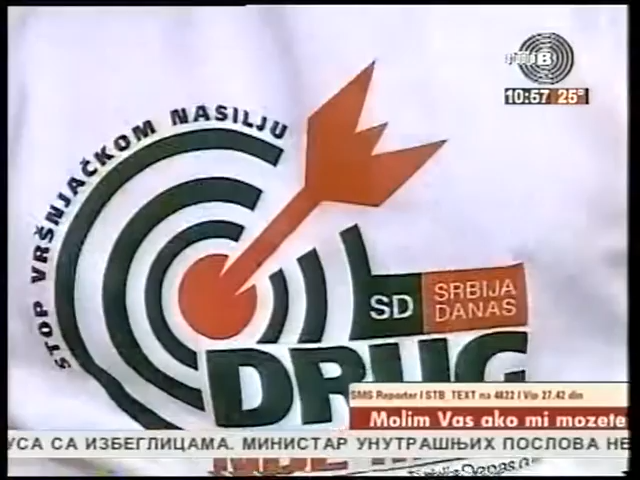 10:57 25°
STOP VRŠNJAČKOM NASILJU
SD SRBIJA
DANAS
DRUG
SMS Reporter / STB_TEXT na 4822 / Vip 27.42 din
Molim Vas ako mi mozete
УСА СА ИЗБЕГЛИЦАМА. МИНИСТАР УНУТРАШЊИХ ПОСЛОВА НЕ